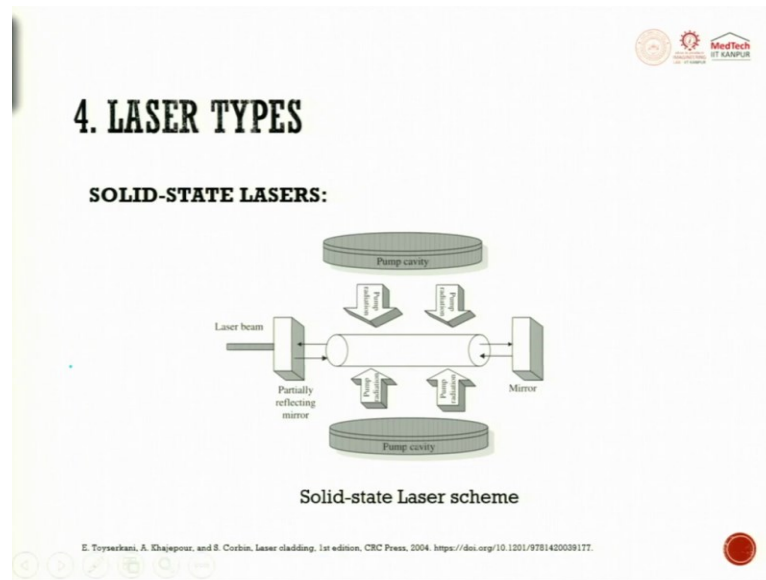 MedTech
IIT KANPUR
4. LASER TYPES
SOLID-STATE LASERS:
Pump cavity
Pump radiation
Pump radiation
Laser beam
Partially
reflecting
mirror
Mirror
Pump radiation
Pump radiation
Pump cavity
Solid-state Laser scheme
E. Toyserkani, A. Khajepour, and S. Corbin, Laser cladding, 1st edition, CRC Press, 2004. https://doi.org/10.1201/9781420039177.